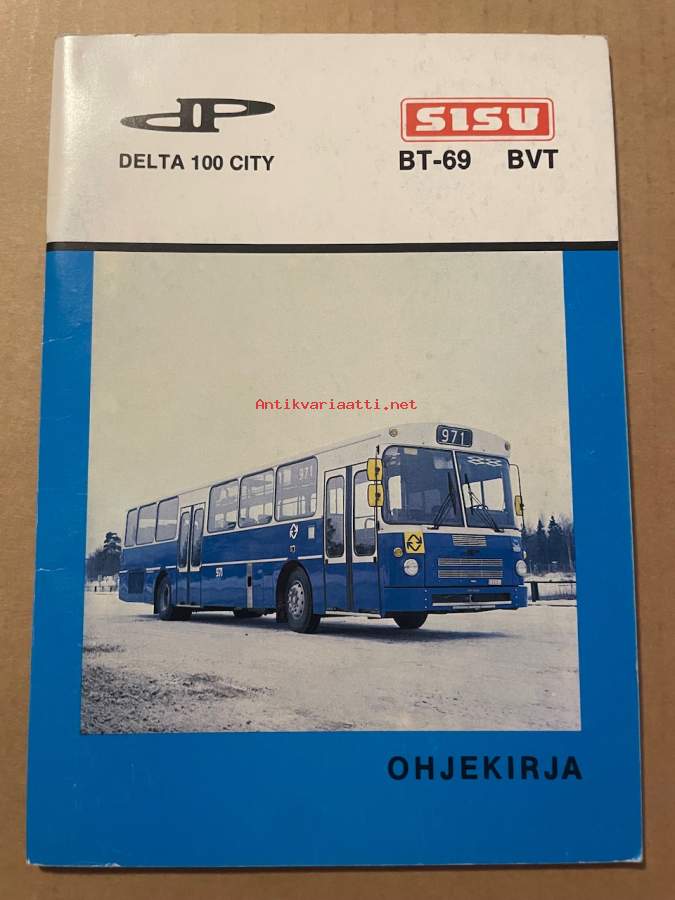 dP
SISU
DELTA 100 CITY
BT-69 BVT
Antikvariaatti.net
971
971
971
OHJEKIRJA